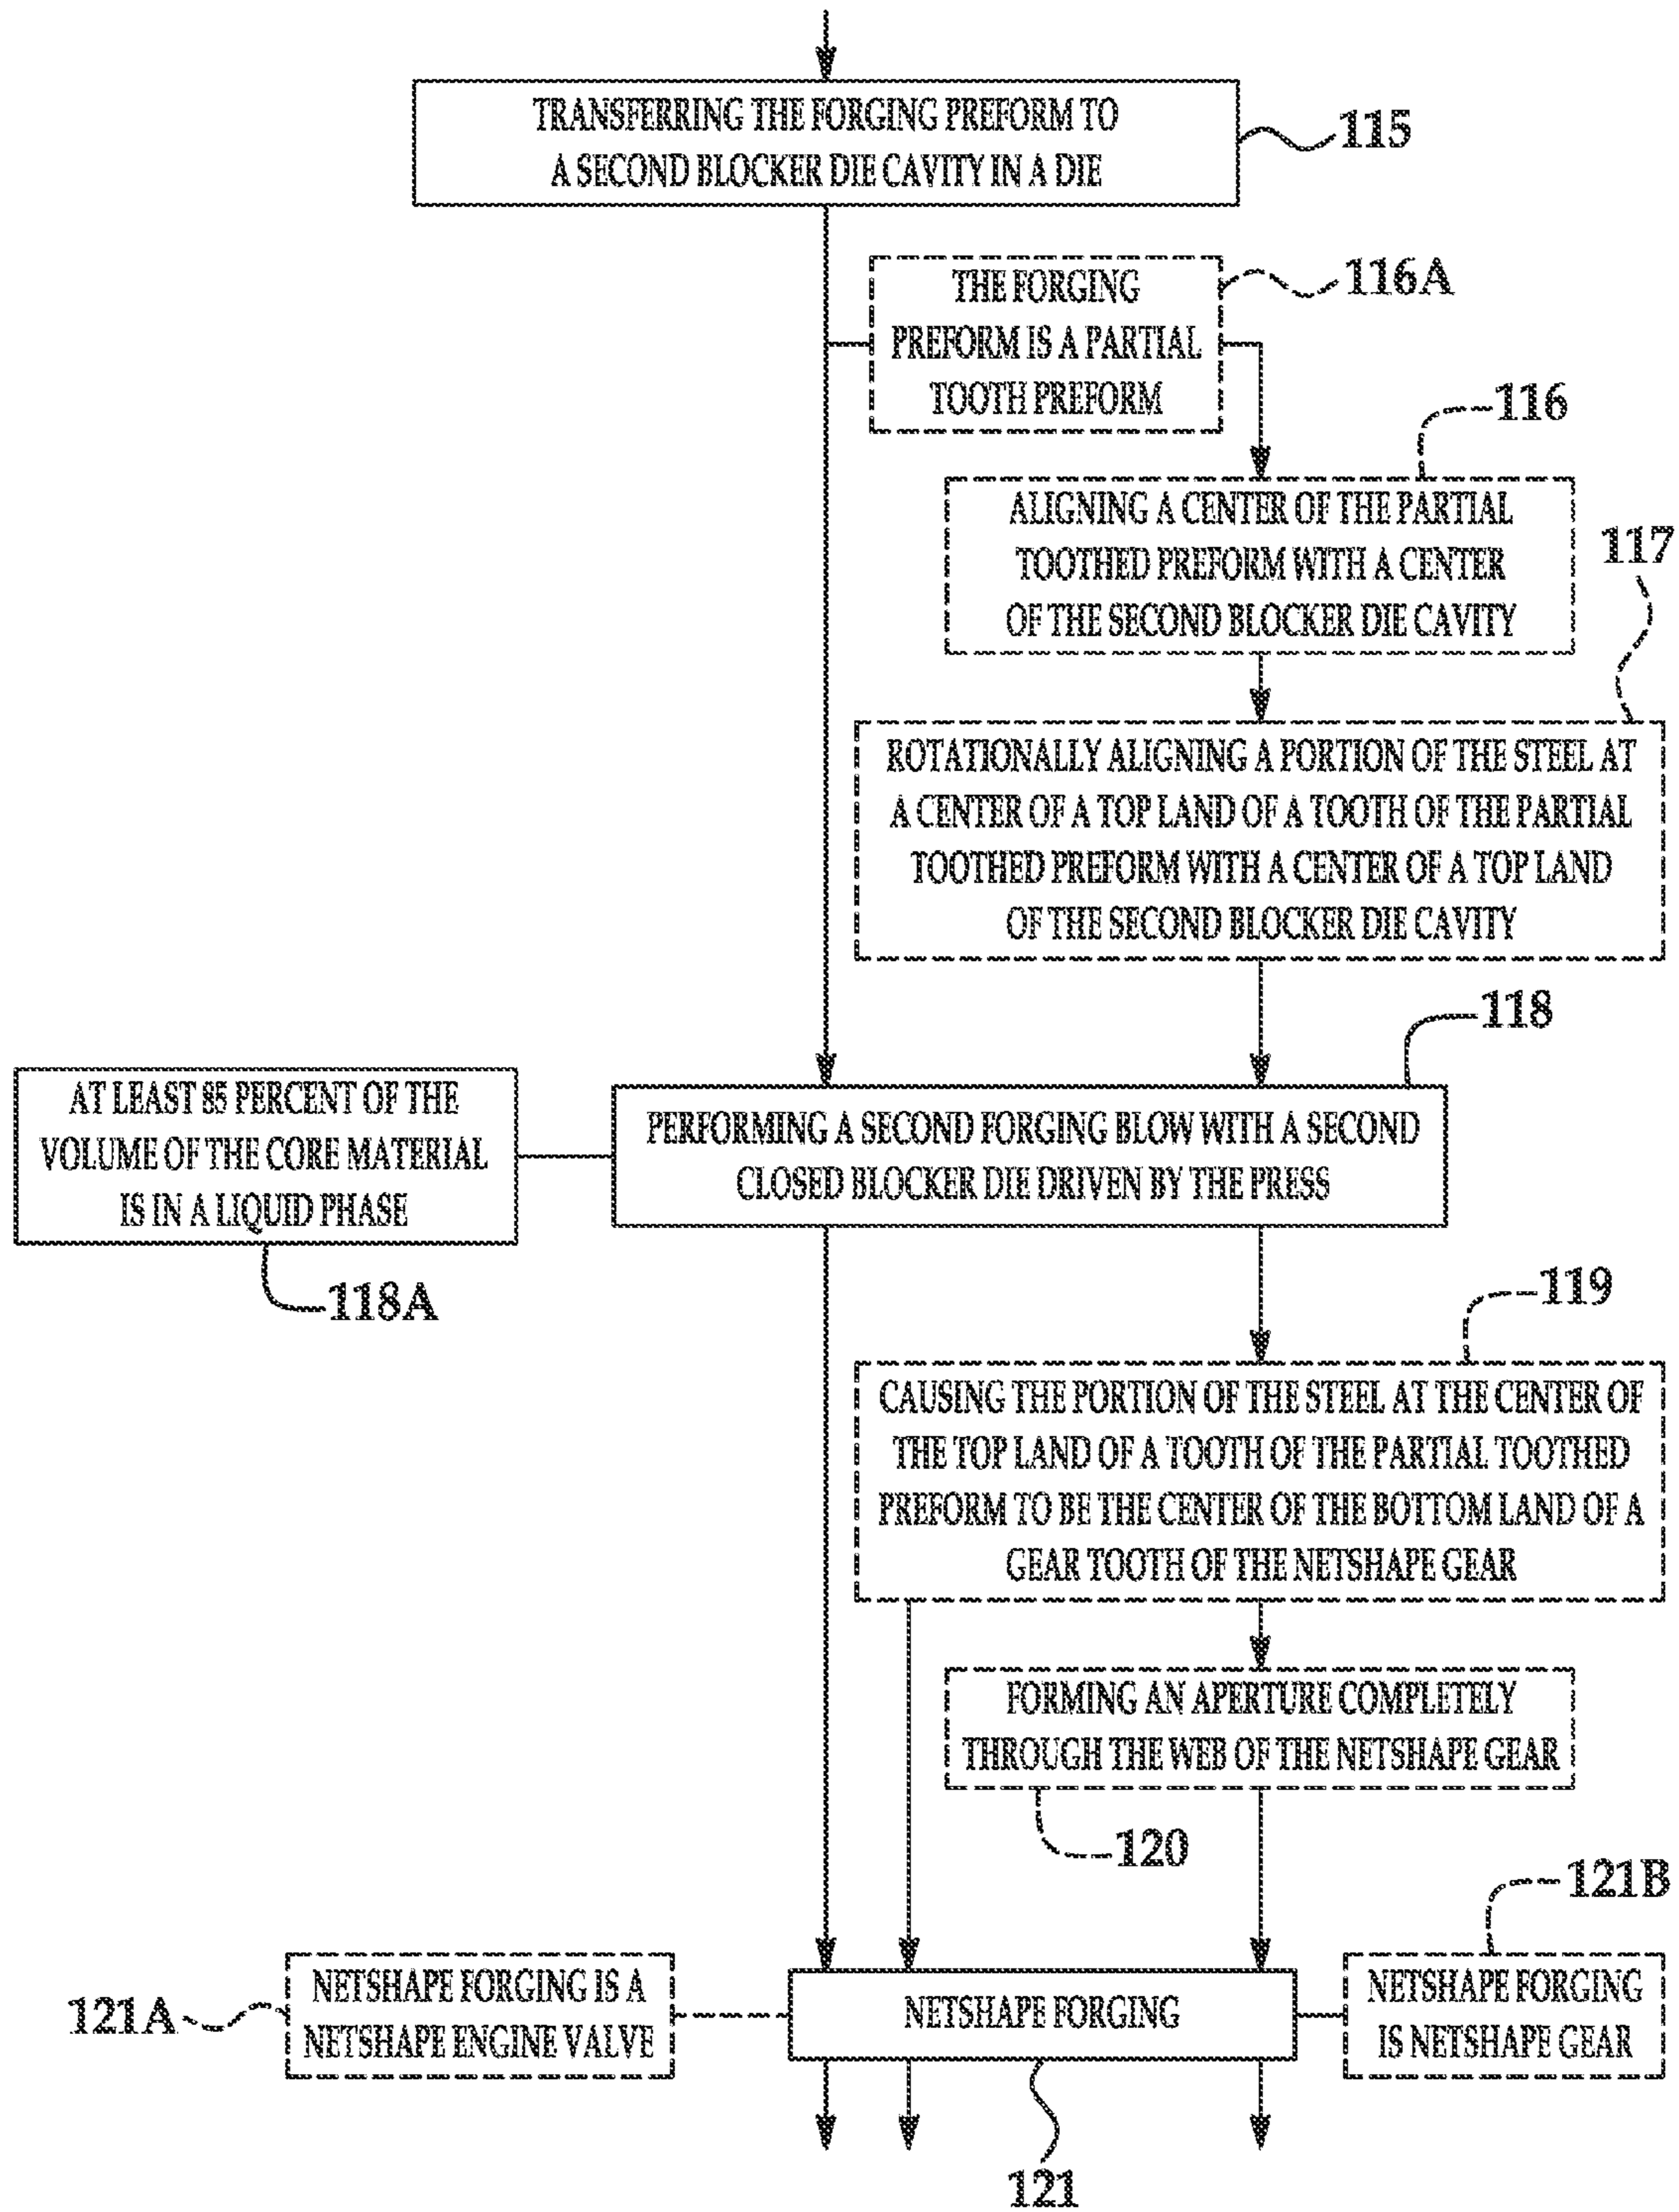 TRANSFERRING THE FORGING PREFORM TO
A SECOND BLOCKER DIE CAVITY IN A DIE
115
THE FORGING
PREFORM IS A PARTIAL
TOOTH PREFORM
116A
116
ALIGNING A CENTER OF THE PARTIAL
TOOTHED PREFORM WITH A CENTER
OF THE SECOND BLOCKER DIE CAVITY
117
ROTATIONALLY ALIGNING A PORTION OF THE STEEL AT
A CENTER OF A TOP LAND OF A TOOTH OF THE PARTIAL
TOOTHED PREFORM WITH A CENTER OF A TOP LAND
OF THE SECOND BLOCKER DIE CAVITY
118
AT LEAST 85 PERCENT OF THE
VOLUME OF THE CORE MATERIAL
IS IN A LIQUID PHASE
118A
PERFORMING A SECOND FORGING BLOW WITH A SECOND
CLOSED BLOCKER DIE DRIVEN BY THE PRESS
119
CAUSING THE PORTION OF THE STEEL AT THE CENTER OF
THE TOP LAND OF A TOOTH OF THE PARTIAL TOOTHED
PREFORM TO BE THE CENTER OF THE BOTTOM LAND OF A
GEAR TOOTH OF THE NETSHAPE GEAR
FORMING AN APERTURE COMPLETELY
THROUGH THE WEB OF THE NETSHAPE GEAR
120
121B
121A
NETSHAPE FORGING IS A
NETSHAPE ENGINE VALVE
NETSHAPE FORGING
NETSHAPE FORGING
IS NETSHAPE GEAR
121